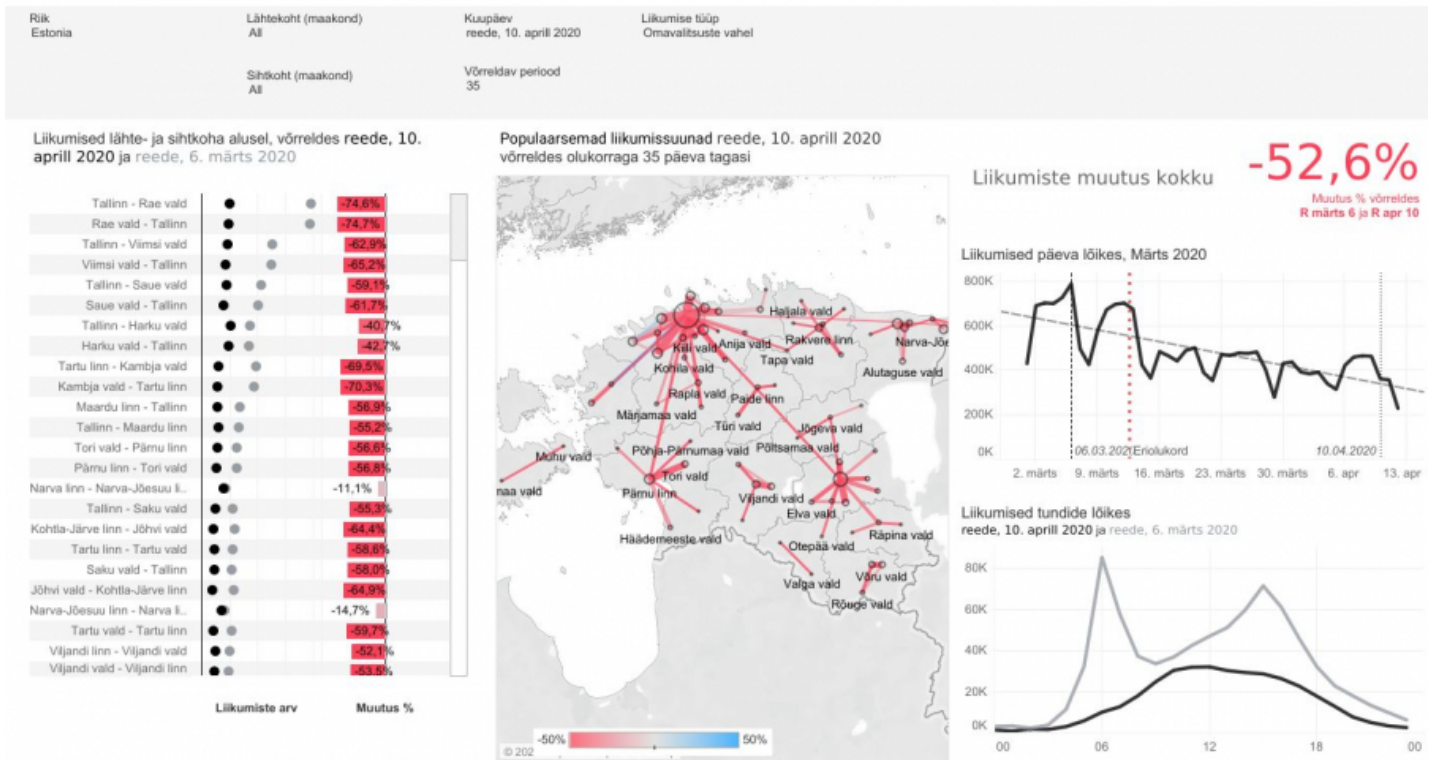 Riik
Estonia
Lähtekoht (maakond)
All
Kuupäev
reede, 10. aprill 2020
Liikumise tüüp
Omavalitsuste vahel
Sihtkoht (maakond)
All
Võrreldav periood
35
Liikumised lähte- ja sihtkoha alusel, võrreldes reede, 10.
aprill 2020 ja reede, 6. märts 2020
Tallinn - Rae vald -74,6%
Rae vald - Tallinn -74,7%
Tallinn - Viimsi vald -62,9%
Viimsi vald - Tallinn -65,2%
Tallinn - Saue vald -59,1%
Saue vald - Tallinn -61,7%
Tallinn - Harku vald -40,7%
Harku vald - Tallinn -42,7%
Tartu linn - Kambja vald -69,5%
Kambja vald - Tartu linn -70,3%
Maardu linn - Tallinn -56,9%
Tallinn - Maardu linn -55,2%
Tori vald - Pärnu linn -56,6%
Pärnu linn - Tori vald -56,8%
Narva linn - Narva-Jõesuu li.. -11,1%
Tallinn - Saku vald -55,3%
Kohtla-Järve linn - Jõhvi vald -64,4%
Tartu linn - Tartu vald -58,6%
Saku vald - Tallinn -58,0%
Jõhvi vald - Kohtla-Järve linn -64,9%
Narva-Jõesuu linn - Narva li.. -14,7%
Tartu vald - Tartu linn -59,7%
Viljandi linn - Viljandi vald -52,1%
Viljandi vald - Viljandi linn -53,5%
Liikumiste arv Muutus %
Populaarsemad liikumissuunad reede, 10. aprill 2020
võrreldes olukorraga 35 päeva tagasi
Haljala vald
Kiili vald Anija vald Rakvere linn Narva-Jõe
Kohila vald Tapa vald Alutaguse vald
Rapla vald Paide linn
Märjamaa vald
Türi vald Jõgeva vald
Muhu vald Põhja-Pärnumaa vald Põltsamaa vald
naa vald Tori vald
Pärnu linn Viljandi vald
Elva vald
Häädemeeste vald Otepää vald Räpina vald
Valga vald Võru vald
Rõuge vald
-50% 50%
© 202
Liikumiste muutus kokku
-52,6%
Muutus % võrreldes
R märts 6 ja R apr 10
Liikumised päeva lõikes, Märts 2020
800K
600K
400K
200K
0K
06.03.202 Eriolukord 10.04.2020
2. märts 9. märts 16. märts 23. märts 30. märts 6. apr 13. apr
Liikumised tundide lõikes
reede, 10. aprill 2020 ja reede, 6. märts 2020
80K
60K
40K
20K
0K
00 06 12 18 00